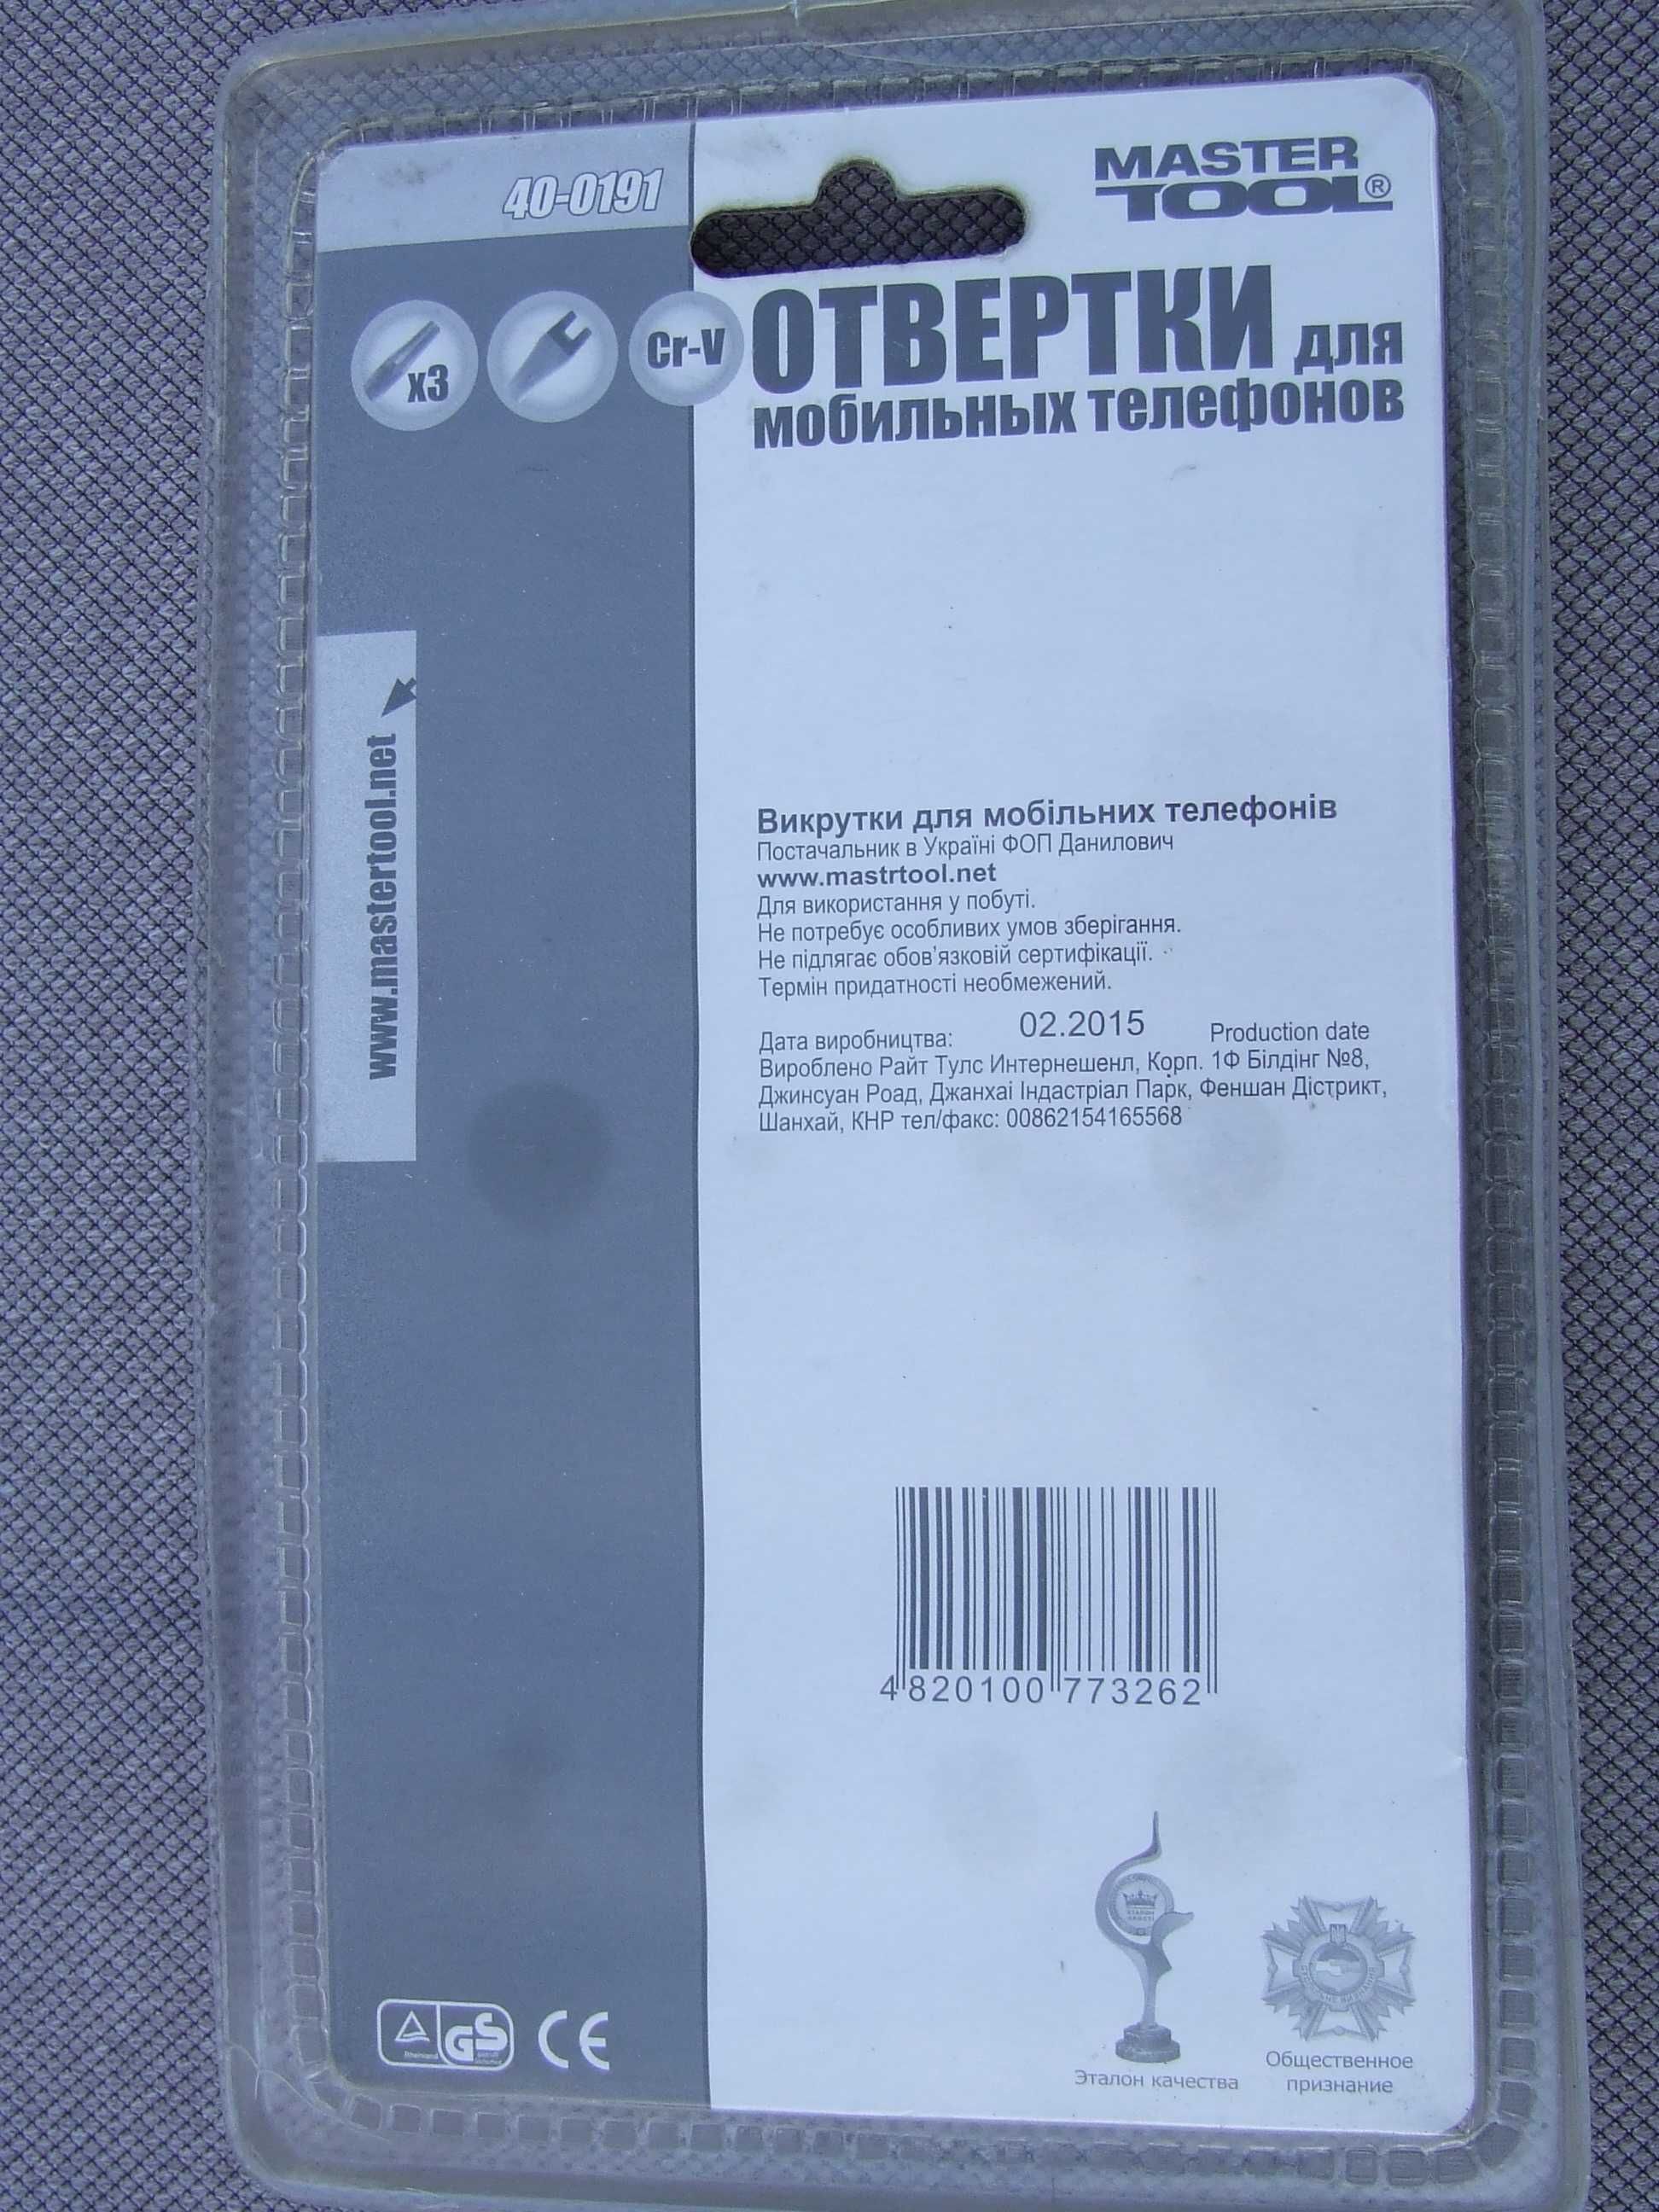 40-0191
MASTER
TOOL®
x3
Cr-V
ОТВЕРТКИ для
мобильных телефонов
www.mastertool.net
Викрутки для мобільних телефонів
Постачальник в Україні ФОП Данилович
www.mastrtool.net
Для використання у побуті.
Не потребує особливих умов зберігання.
Не підлягає обов'язковій сертифікації.
Термін придатності необмежений.
Дата виробництва: 02.2015 Production date
Вироблено Райт Тулс Интернешенл, Корп. 1Ф Білдінг №8,
Джинсуан Роад, Джанхаі Індастріал Парк, Феншан Дістрикт,
Шанхай, КНР тел/факс: 00862154165568
4 820100 773262
GS
CE
Эталон качества
Общественное
признание